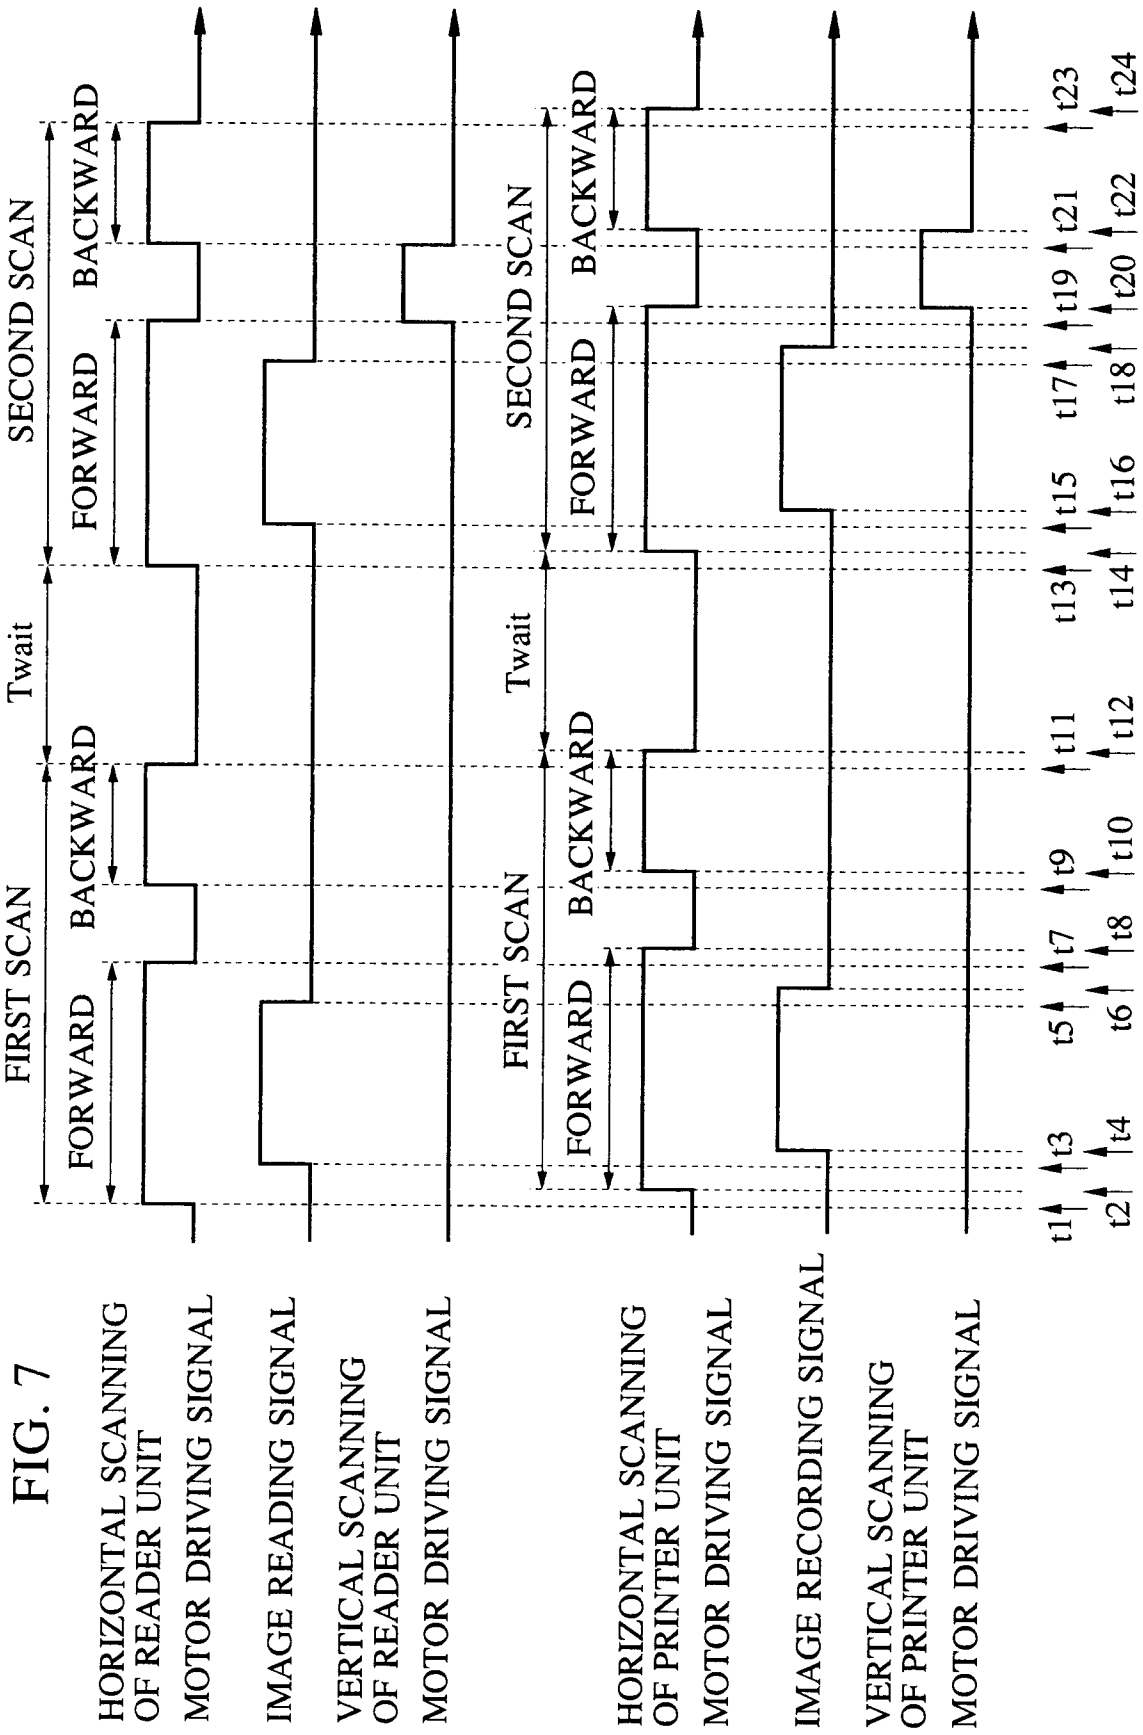 FIG. 7
FIRST SCAN
Twait
SECOND SCAN
FORWARD
BACKWARD
FORWARD
BACKWARD
HORIZONTAL SCANNING
OF READER UNIT
MOTOR DRIVING SIGNAL
IMAGE READING SIGNAL
VERTICAL SCANNING
OF READER UNIT
MOTOR DRIVING SIGNAL
FIRST SCAN
Twait
SECOND SCAN
FORWARD
BACKWARD
FORWARD
BACKWARD
HORIZONTAL SCANNING
OF PRINTER UNIT
MOTOR DRIVING SIGNAL
IMAGE RECORDING SIGNAL
VERTICAL SCANNING
OF PRINTER UNIT
MOTOR DRIVING SIGNAL
t1 t3 t5 t7 t9 t11 t13 t15 t17 t19 t21 t23
t2 t4 t6 t8 t10 t12 t14 t16 t18 t20 t22 t24